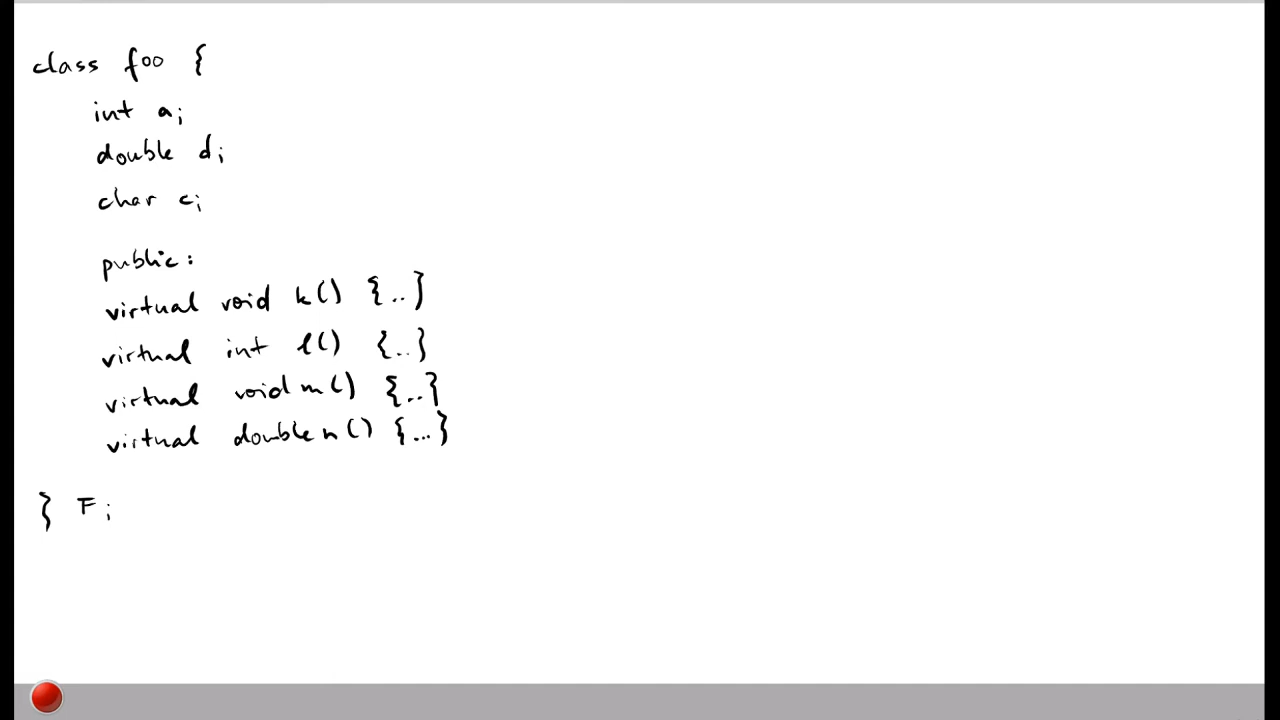 class foo {
int a;
double d;
char c;
public:
virtual void k() {..}
virtual int l() {..}
virtual void m() {..}
virtual double n() {...}
} F;